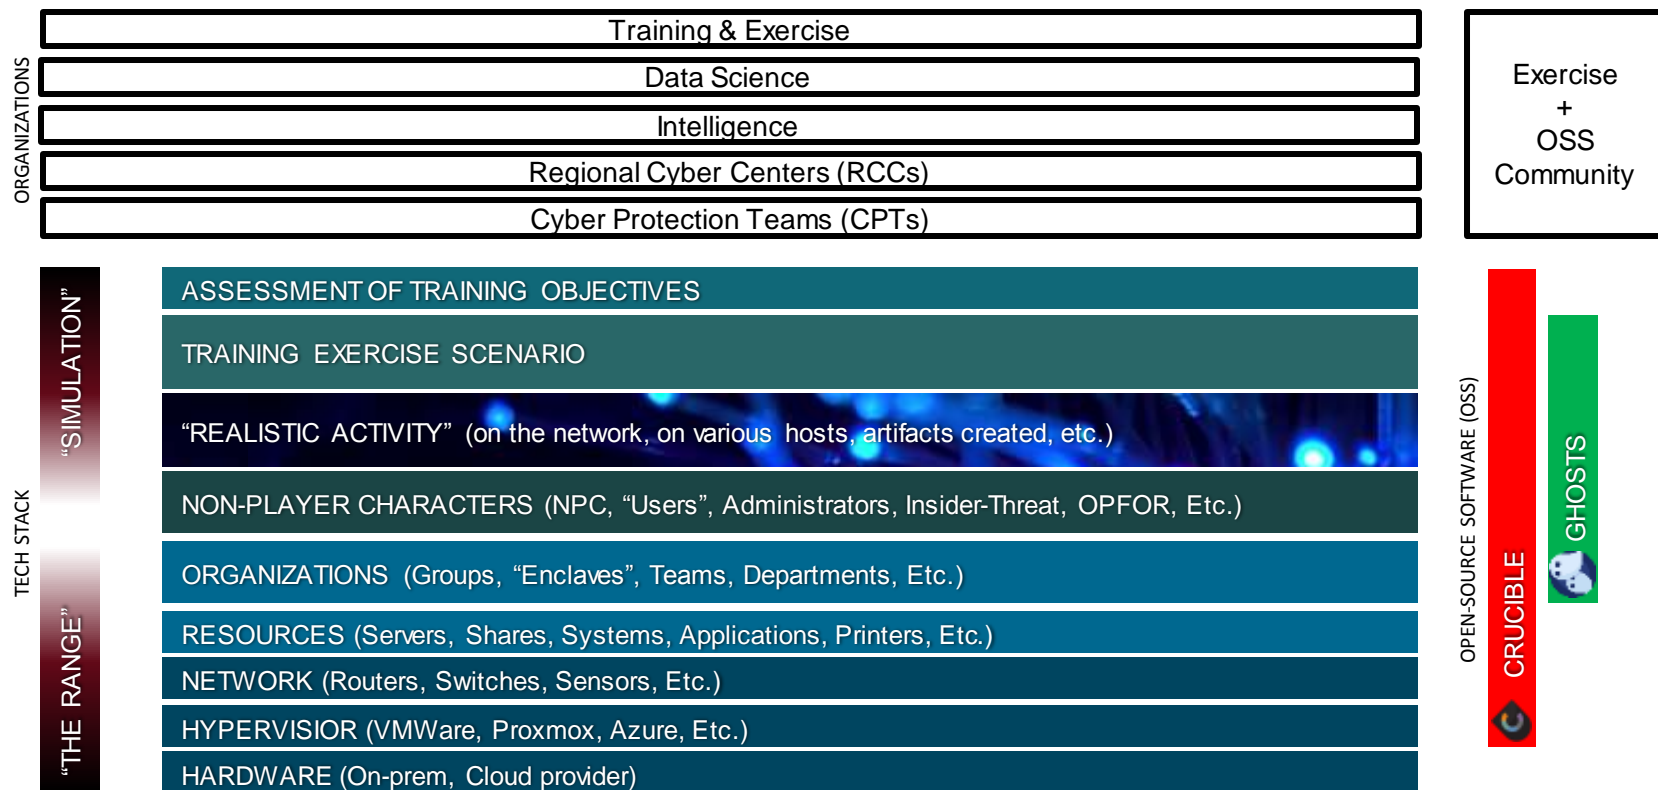 Training & Exercise
Data Science
Intelligence
Regional Cyber Centers (RCCs)
Cyber Protection Teams (CPTs)
ORGANIZATIONS
Exercise
+
OSS
Community
ASSESSMENT OF TRAINING OBJECTIVES
TRAINING EXERCISE SCENARIO
“REALISTIC ACTIVITY” (on the network, on various hosts, artifacts created, etc.)
NON-PLAYER CHARACTERS (NPC, “Users”, Administrators, Insider-Threat, OPFOR, Etc.)
ORGANIZATIONS (Groups, “Enclaves”, Teams, Departments, Etc.)
RESOURCES (Servers, Shares, Systems, Applications, Printers, Etc.)
NETWORK (Routers, Switches, Sensors, Etc.)
HYPERVISIOR (VMWare, Proxmox, Azure, Etc.)
HARDWARE (On-prem, Cloud provider)
TECH STACK
“SIMULATION”
“THE RANGE”
OPEN-SOURCE SOFTWARE (OSS)
CRUCIBLE
GHOSTS